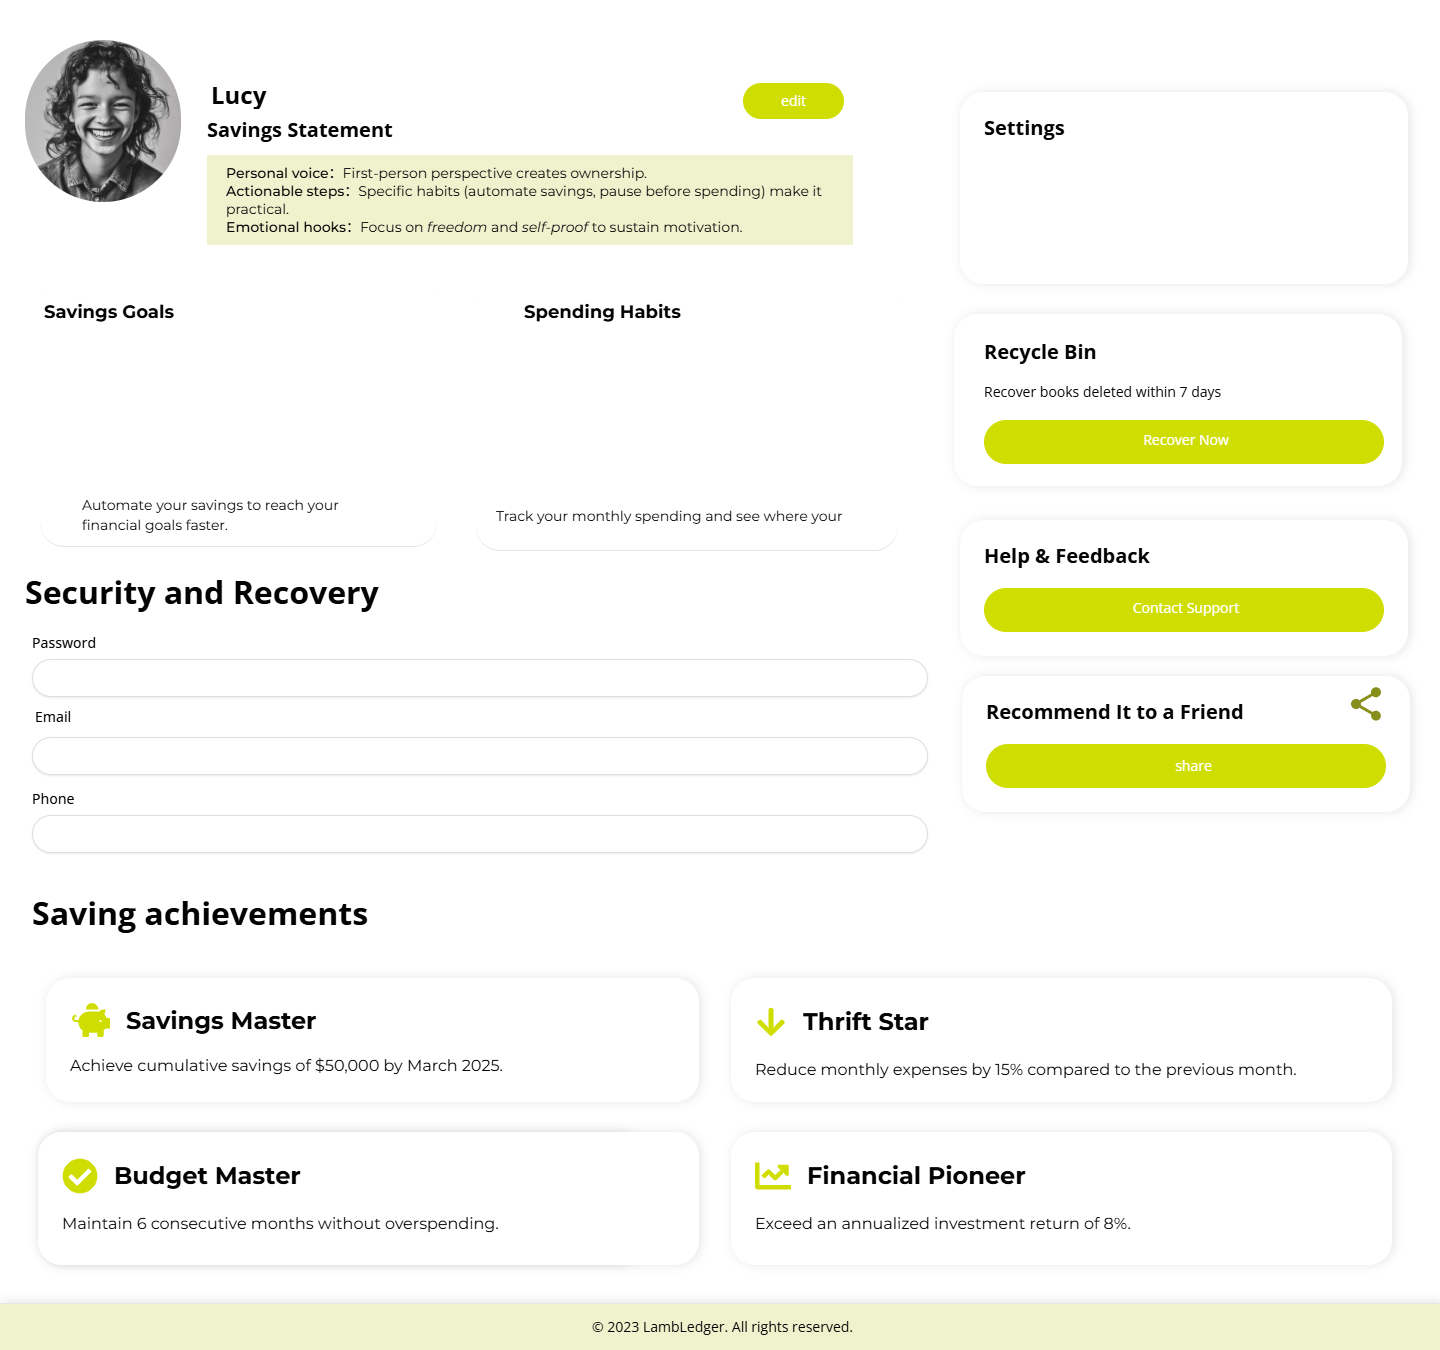 Lucy
edit
Savings Statement
Personal voice：First-person perspective creates ownership.
Actionable steps：Specific habits (automate savings, pause before spending) make it
practical.
Emotional hooks：Focus on freedom and self-proof to sustain motivation.
Settings
Savings Goals
Spending Habits
Recycle Bin
Recover books deleted within 7 days
Recover Now
Automate your savings to reach your
financial goals faster.
Track your monthly spending and see where your
Help & Feedback
Contact Support
Security and Recovery
Password
Email
Phone
Recommend It to a Friend
share
Saving achievements
Savings Master
Achieve cumulative savings of $50,000 by March 2025.
Thrift Star
Reduce monthly expenses by 15% compared to the previous month.
Budget Master
Maintain 6 consecutive months without overspending.
Financial Pioneer
Exceed an annualized investment return of 8%.
© 2023 LambLedger. All rights reserved.